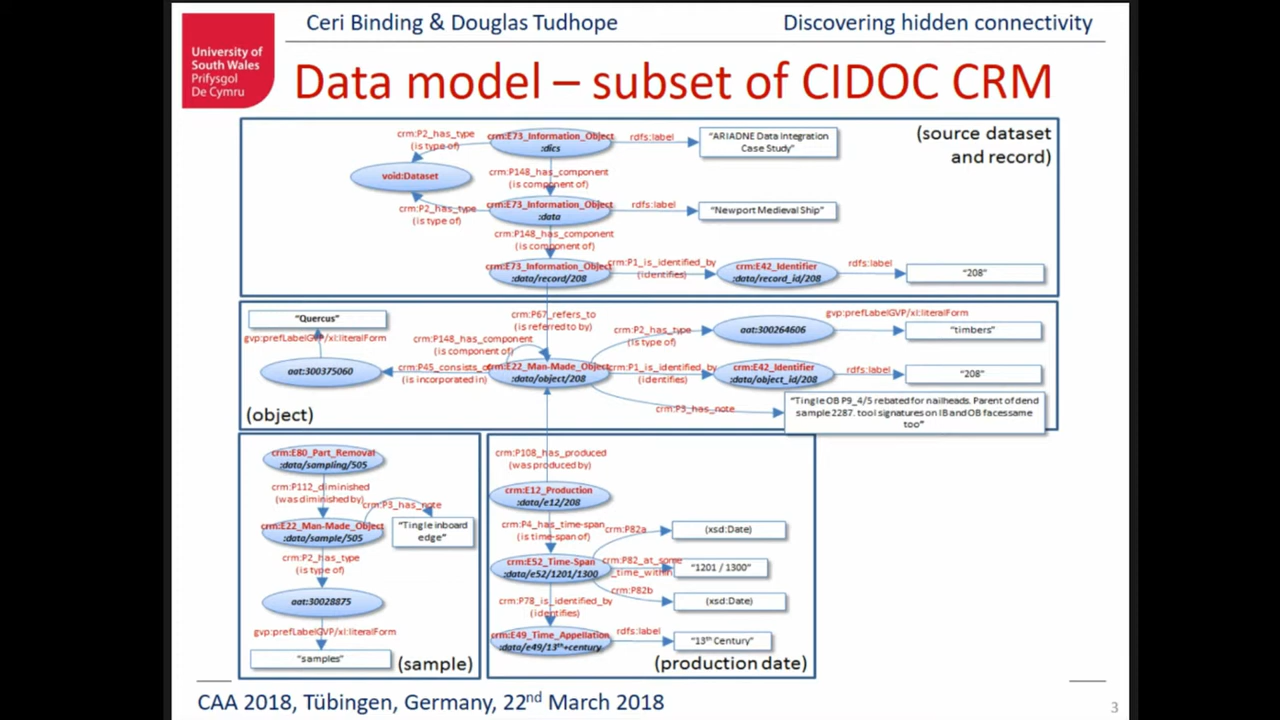 Ceri Binding & Douglas Tudhope
Discovering hidden connectivity
University of
South Wales
Prifysgol
De Cymru
Data model – subset of CIDOC CRM
(source dataset
and record)
crm:P2_has_type
(is type of)
crm:E73_Information_Object
:dics
rdfs:label
"ARIADNE Data Integration
Case Study"
void:Dataset
crm:P148_has_component
(is component of)
crm:P2_has_type
(is type of)
crm:E73_Information_Object
:data
rdfs:label
"Newport Medieval Ship"
crm:P148_has_component
(is component of)
crm:E73_Information_Object
:data/record/208
crm:P1_is_identified_by
(identifies)
crm:E42_Identifier
:data/record_id/208
rdfs:label
"208"
"Quercus"
gvp:prefLabelGVP/xl:literalForm
aat:300375060
crm:P67_refers_to
(is referred to by)
crm:P148_has_component
(is component of)
crm:P45_consists_of
(is incorporated in)
crm:E22_Man-Made_Object
:data/object/208
crm:P2_has_type
(is type of)
aat:300264606
gvp:prefLabelGVP/xl:literalForm
"timbers"
crm:P1_is_identified_by
(identifies)
crm:E42_Identifier
:data/object_id/208
rdfs:label
"208"
crm:P3_has_note
"Tingle OB P9_4/5 rebated for nailheads. Parent of dend
sample 2287. tool signatures on IB and OB faces same
too"
(object)
crm:E80_Part_Removal
:data/sampling/505
crm:P112_diminished
(was diminished by)
crm:P3_has_note
crm:E22_Man-Made_Object
:data/sample/505
"Tingle inboard
edge"
crm:P2_has_type
(is type of)
aat:30028875
gvp:prefLabelGVP/xl:literalForm
"samples"
(sample)
crm:P108_has_produced
(was produced by)
crm:E12_Production
:data/e12/208
crm:P4_has_time-span
(is time-span of)
crm:P82a
(xsd:Date)
crm:E52_Time-Span
:data/e52/1201/1300
crm:P82_at_some
_time_within
"1201 / 1300"
crm:P82b
(xsd:Date)
crm:P78_is_identified_by
(identifies)
crm:E49_Time_Appellation
:data/e49/13th+century
rdfs:label
"13th Century"
(production date)
CAA 2018, Tübingen, Germany, 22nd March 2018
3